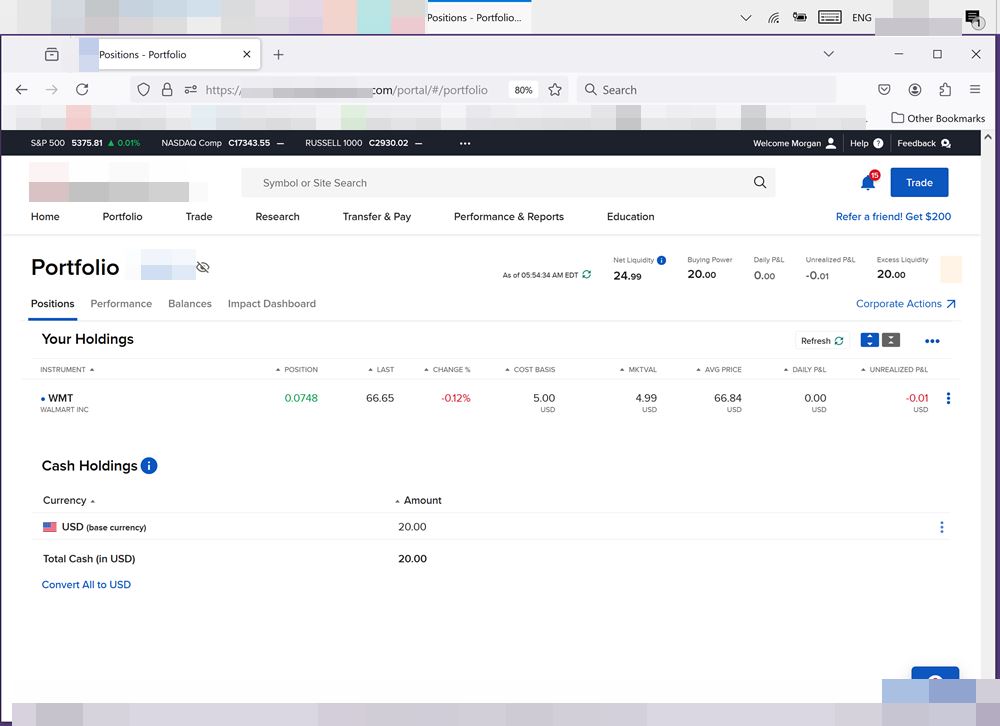 Positions - Portfolio...
ENG
1
Positions - Portfolio
https://
com/portal/#/portfolio
80%
Search
Other Bookmarks
S&P 500 5375.81 ▲ 0.01% NASDAQ Comp C17343.55 – RUSSELL 1000 C2930.02 – ••• Welcome Morgan Help ? Feedback
Symbol or Site Search
15
Trade
Home Portfolio Trade Research Transfer & Pay Performance & Reports Education Refer a friend! Get $200
Portfolio
As of 05:54:34 AM EDT
Net Liquidity i Buying Power Daily P&L Unrealized P&L Excess Liquidity
24.99 20.00 0.00 -0.01 20.00
Positions Performance Balances Impact Dashboard Corporate Actions
Your Holdings Refresh •••
INSTRUMENT POSITION LAST CHANGE % COST BASIS MKTVAL AVG PRICE DAILY P&L UNREALIZED P&L
• WMT 0.0748 66.65 -0.12% 5.00 4.99 66.84 0.00 -0.01
WALMART INC USD USD USD USD USD
Cash Holdings i
Currency Amount
USD (base currency) 20.00
Total Cash (in USD) 20.00
Convert All to USD